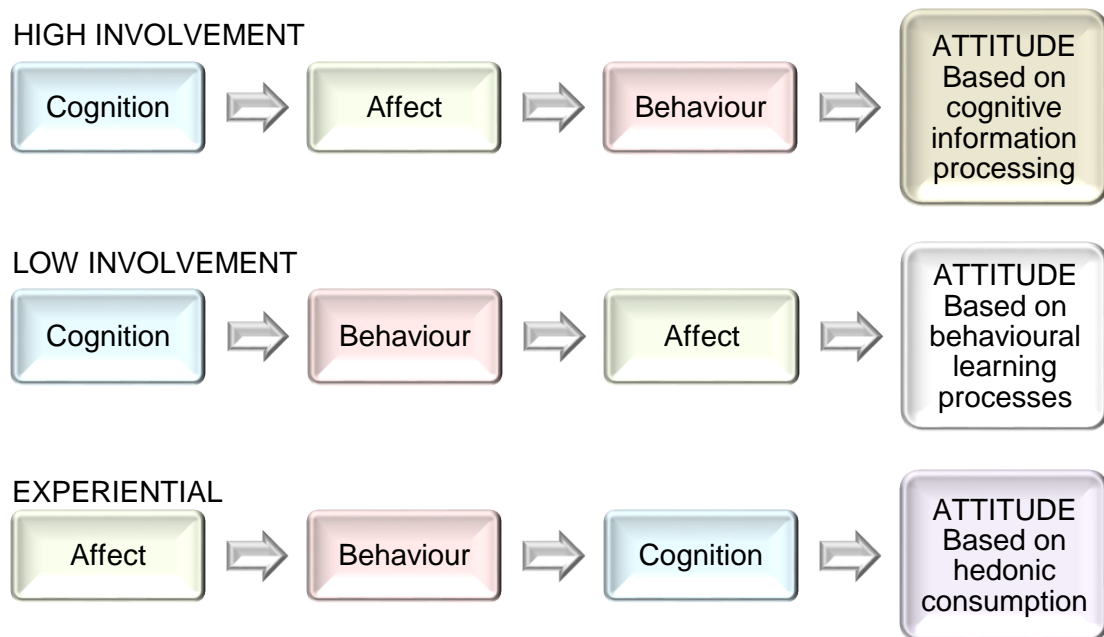 HIGH INVOLVEMENT
Cognition
Affect
Behaviour
ATTITUDE
Based on
cognitive
information
processing
LOW INVOLVEMENT
Cognition
Behaviour
Affect
ATTITUDE
Based on
behavioural
learning
processes
EXPERIENTIAL
Affect
Behaviour
Cognition
ATTITUDE
Based on
hedonic
consumption